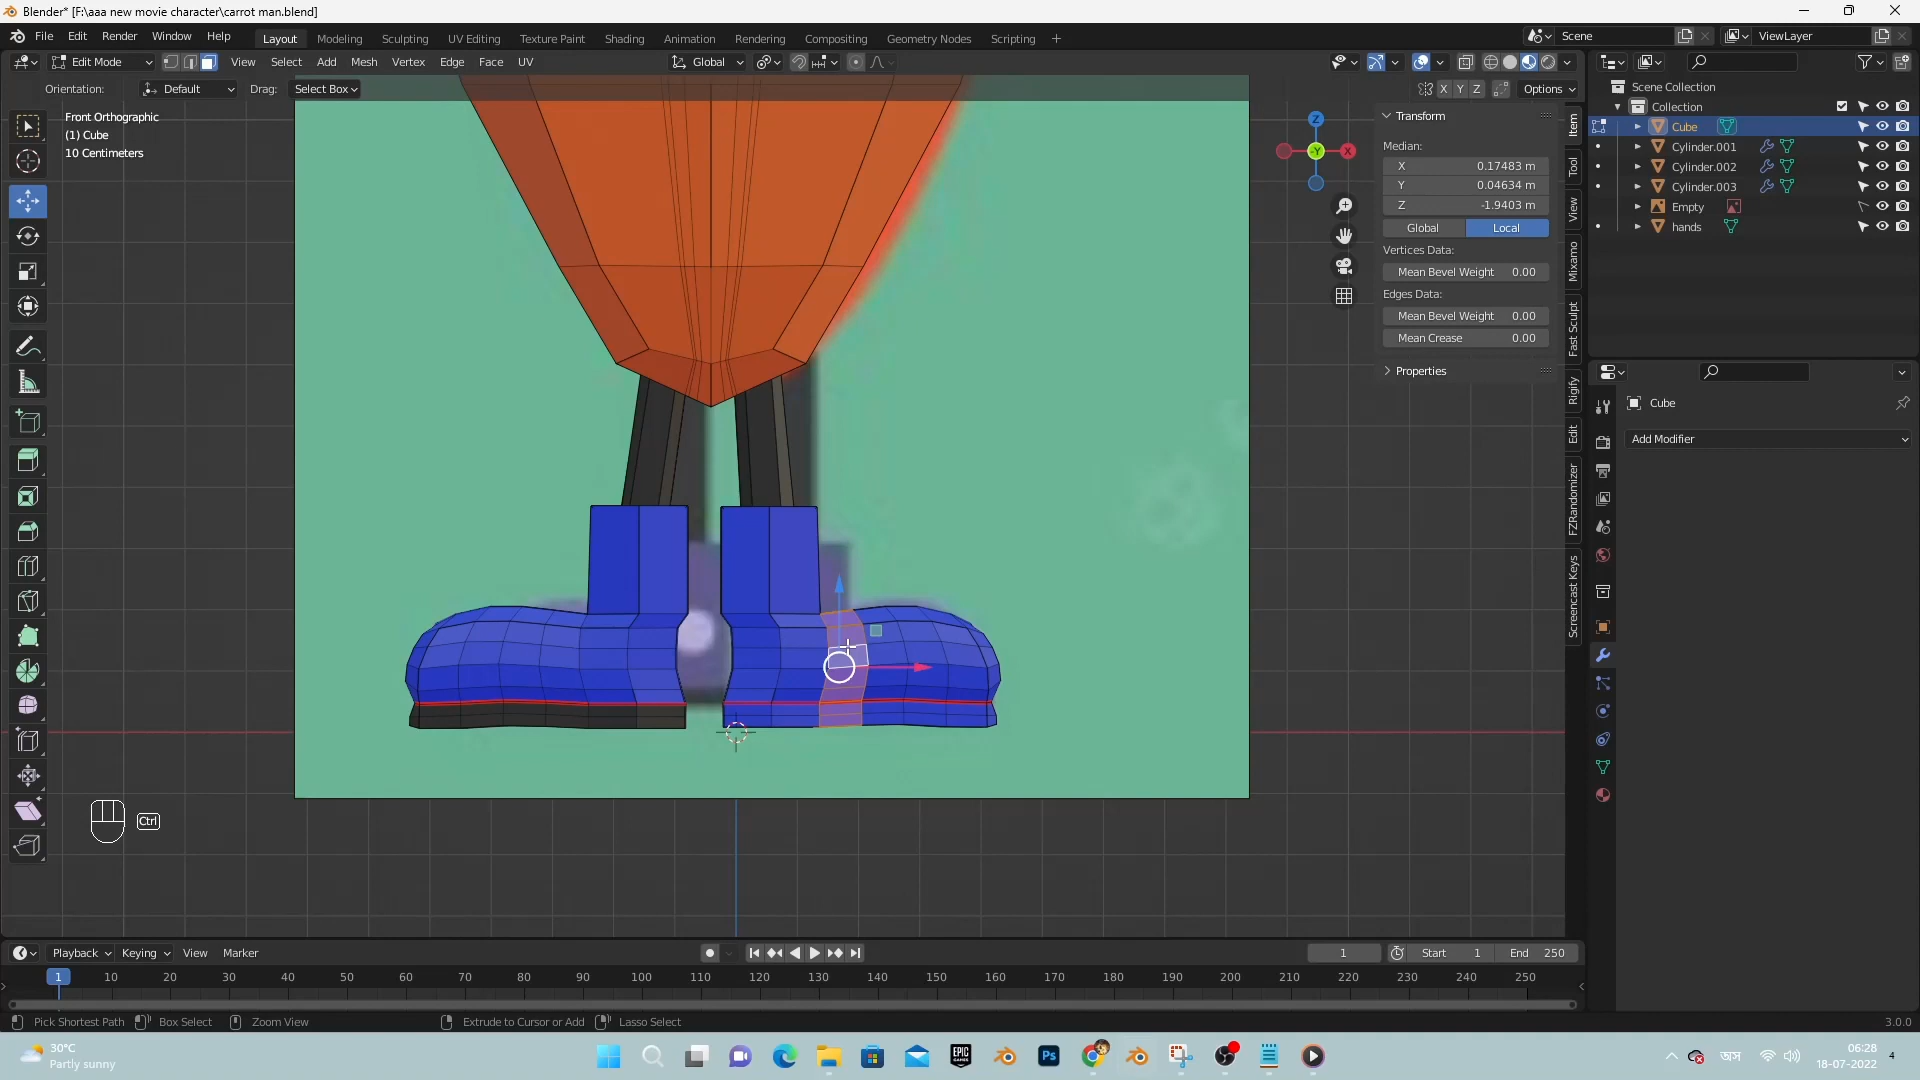 Blender* [F:\aaa new movie character\carrot man.blend]
File Edit Render Window Help Layout Modeling Sculpting UV Editing Texture Paint Shading Animation Rendering Compositing Geometry Nodes Scripting + Scene ViewLayer
Edit Mode View Select Add Mesh Vertex Edge Face UV Global
Orientation: Default Drag: Select Box X Y Z Options
Front Orthographic
(1) Cube
10 Centimeters
Z
-Y
X
Transform
Median:
X 0.17483 m
Y 0.04634 m
Z -1.9403 m
Global Local
Vertices Data:
Mean Bevel Weight 0.00
Edges Data:
Mean Bevel Weight 0.00
Mean Crease 0.00
Properties
Item
Tool
View
Mixamo
Fast Sculpt
Rigify
Edit
FZRandomizer
Screencast Keys
Scene Collection
Collection
Cube
Cylinder.001
Cylinder.002
Cylinder.003
Empty
hands
Cube
Add Modifier
Ctrl
Playback Keying View Marker 1 Start 1 End 250
1 10 20 30 40 50 60 70 80 90 100 110 120 130 140 150 160 170 180 190 200 210 220 230 240 250
Pick Shortest Path Box Select Zoom View Extrude to Cursor or Add Lasso Select 3.0.0
30°C
Partly sunny
EPIC
GAMES
Ps
অস
06:28
18-07-2022
4